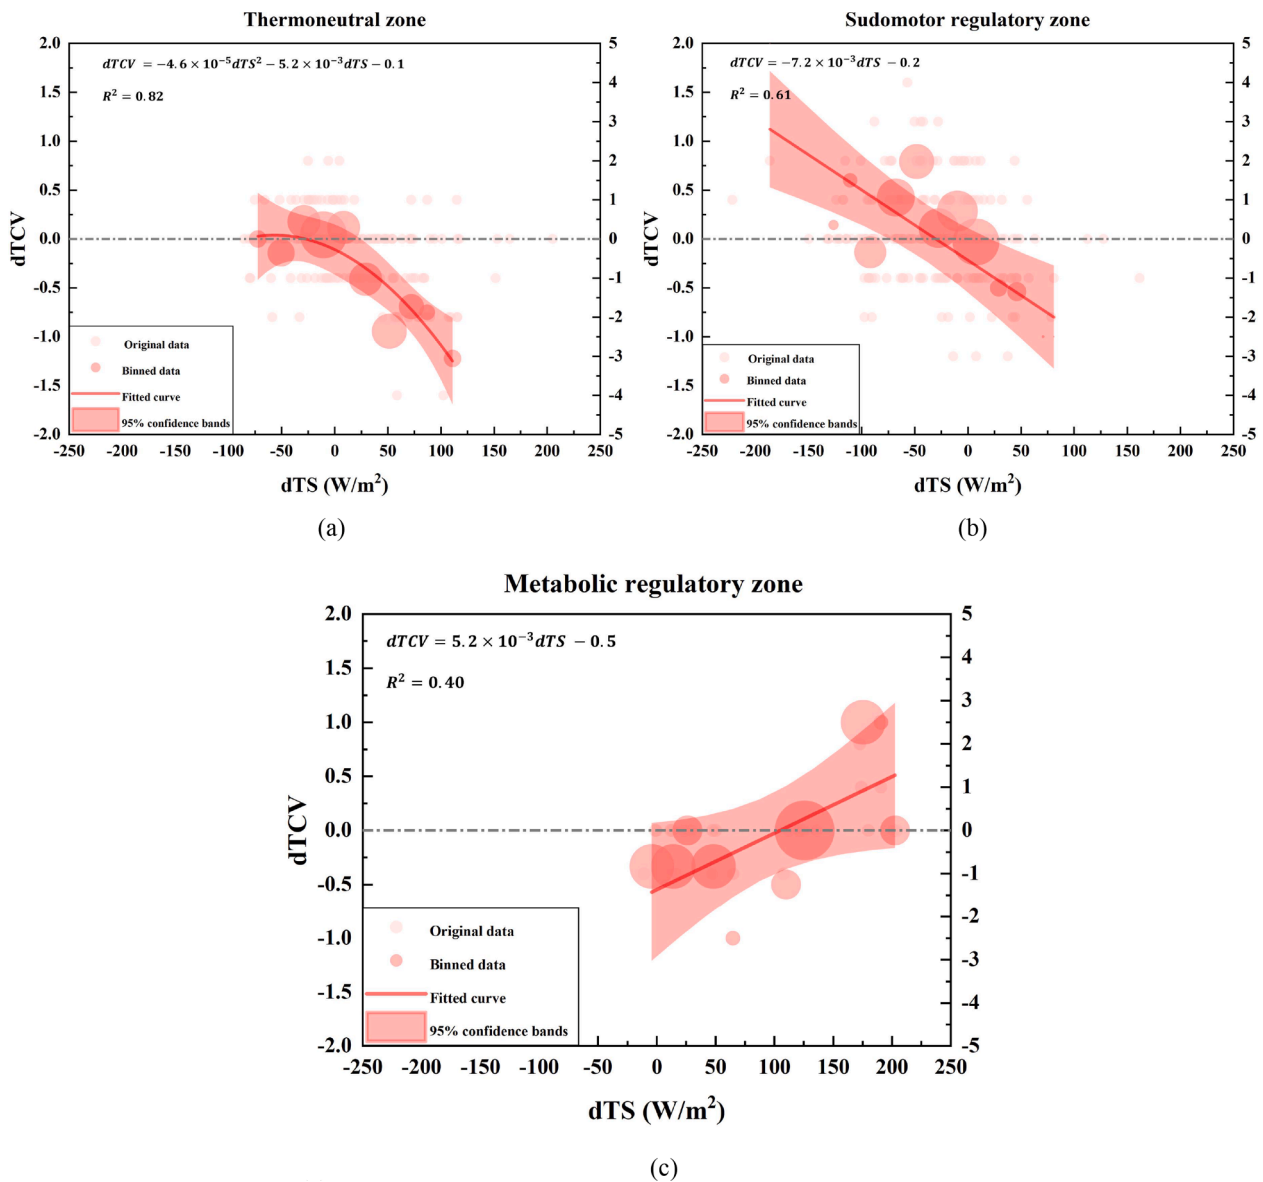 Thermoneutral zone
dTCV = −4.6 × 10⁻⁵dTS² − 5.2 × 10⁻³dTS − 0.1
R² = 0.82
2.0
1.5
1.0
0.5
0.0
-0.5
-1.0
-1.5
-2.0
dTCV
5
4
3
2
1
0
-1
-2
-3
-4
-5
Original data
Binned data
Fitted curve
95% confidence bands
-250 -200 -150 -100 -50 0 50 100 150 200 250
dTS (W/m²)
(a)
Sudomotor regulatory zone
dTCV = −7.2 × 10⁻³dTS − 0.2
R² = 0.61
2.0
1.5
1.0
0.5
0.0
-0.5
-1.0
-1.5
-2.0
dTCV
5
4
3
2
1
0
-1
-2
-3
-4
-5
Original data
Binned data
Fitted curve
95% confidence bands
-250 -200 -150 -100 -50 0 50 100 150 200 250
dTS (W/m²)
(b)
Metabolic regulatory zone
dTCV = 5.2 × 10⁻³dTS − 0.5
R² = 0.40
2.0
1.5
1.0
0.5
0.0
-0.5
-1.0
-1.5
-2.0
dTCV
5
4
3
2
1
0
-1
-2
-3
-4
-5
Original data
Binned data
Fitted curve
95% confidence bands
-250 -200 -150 -100 -50 0 50 100 150 200 250
dTS (W/m²)
(c)